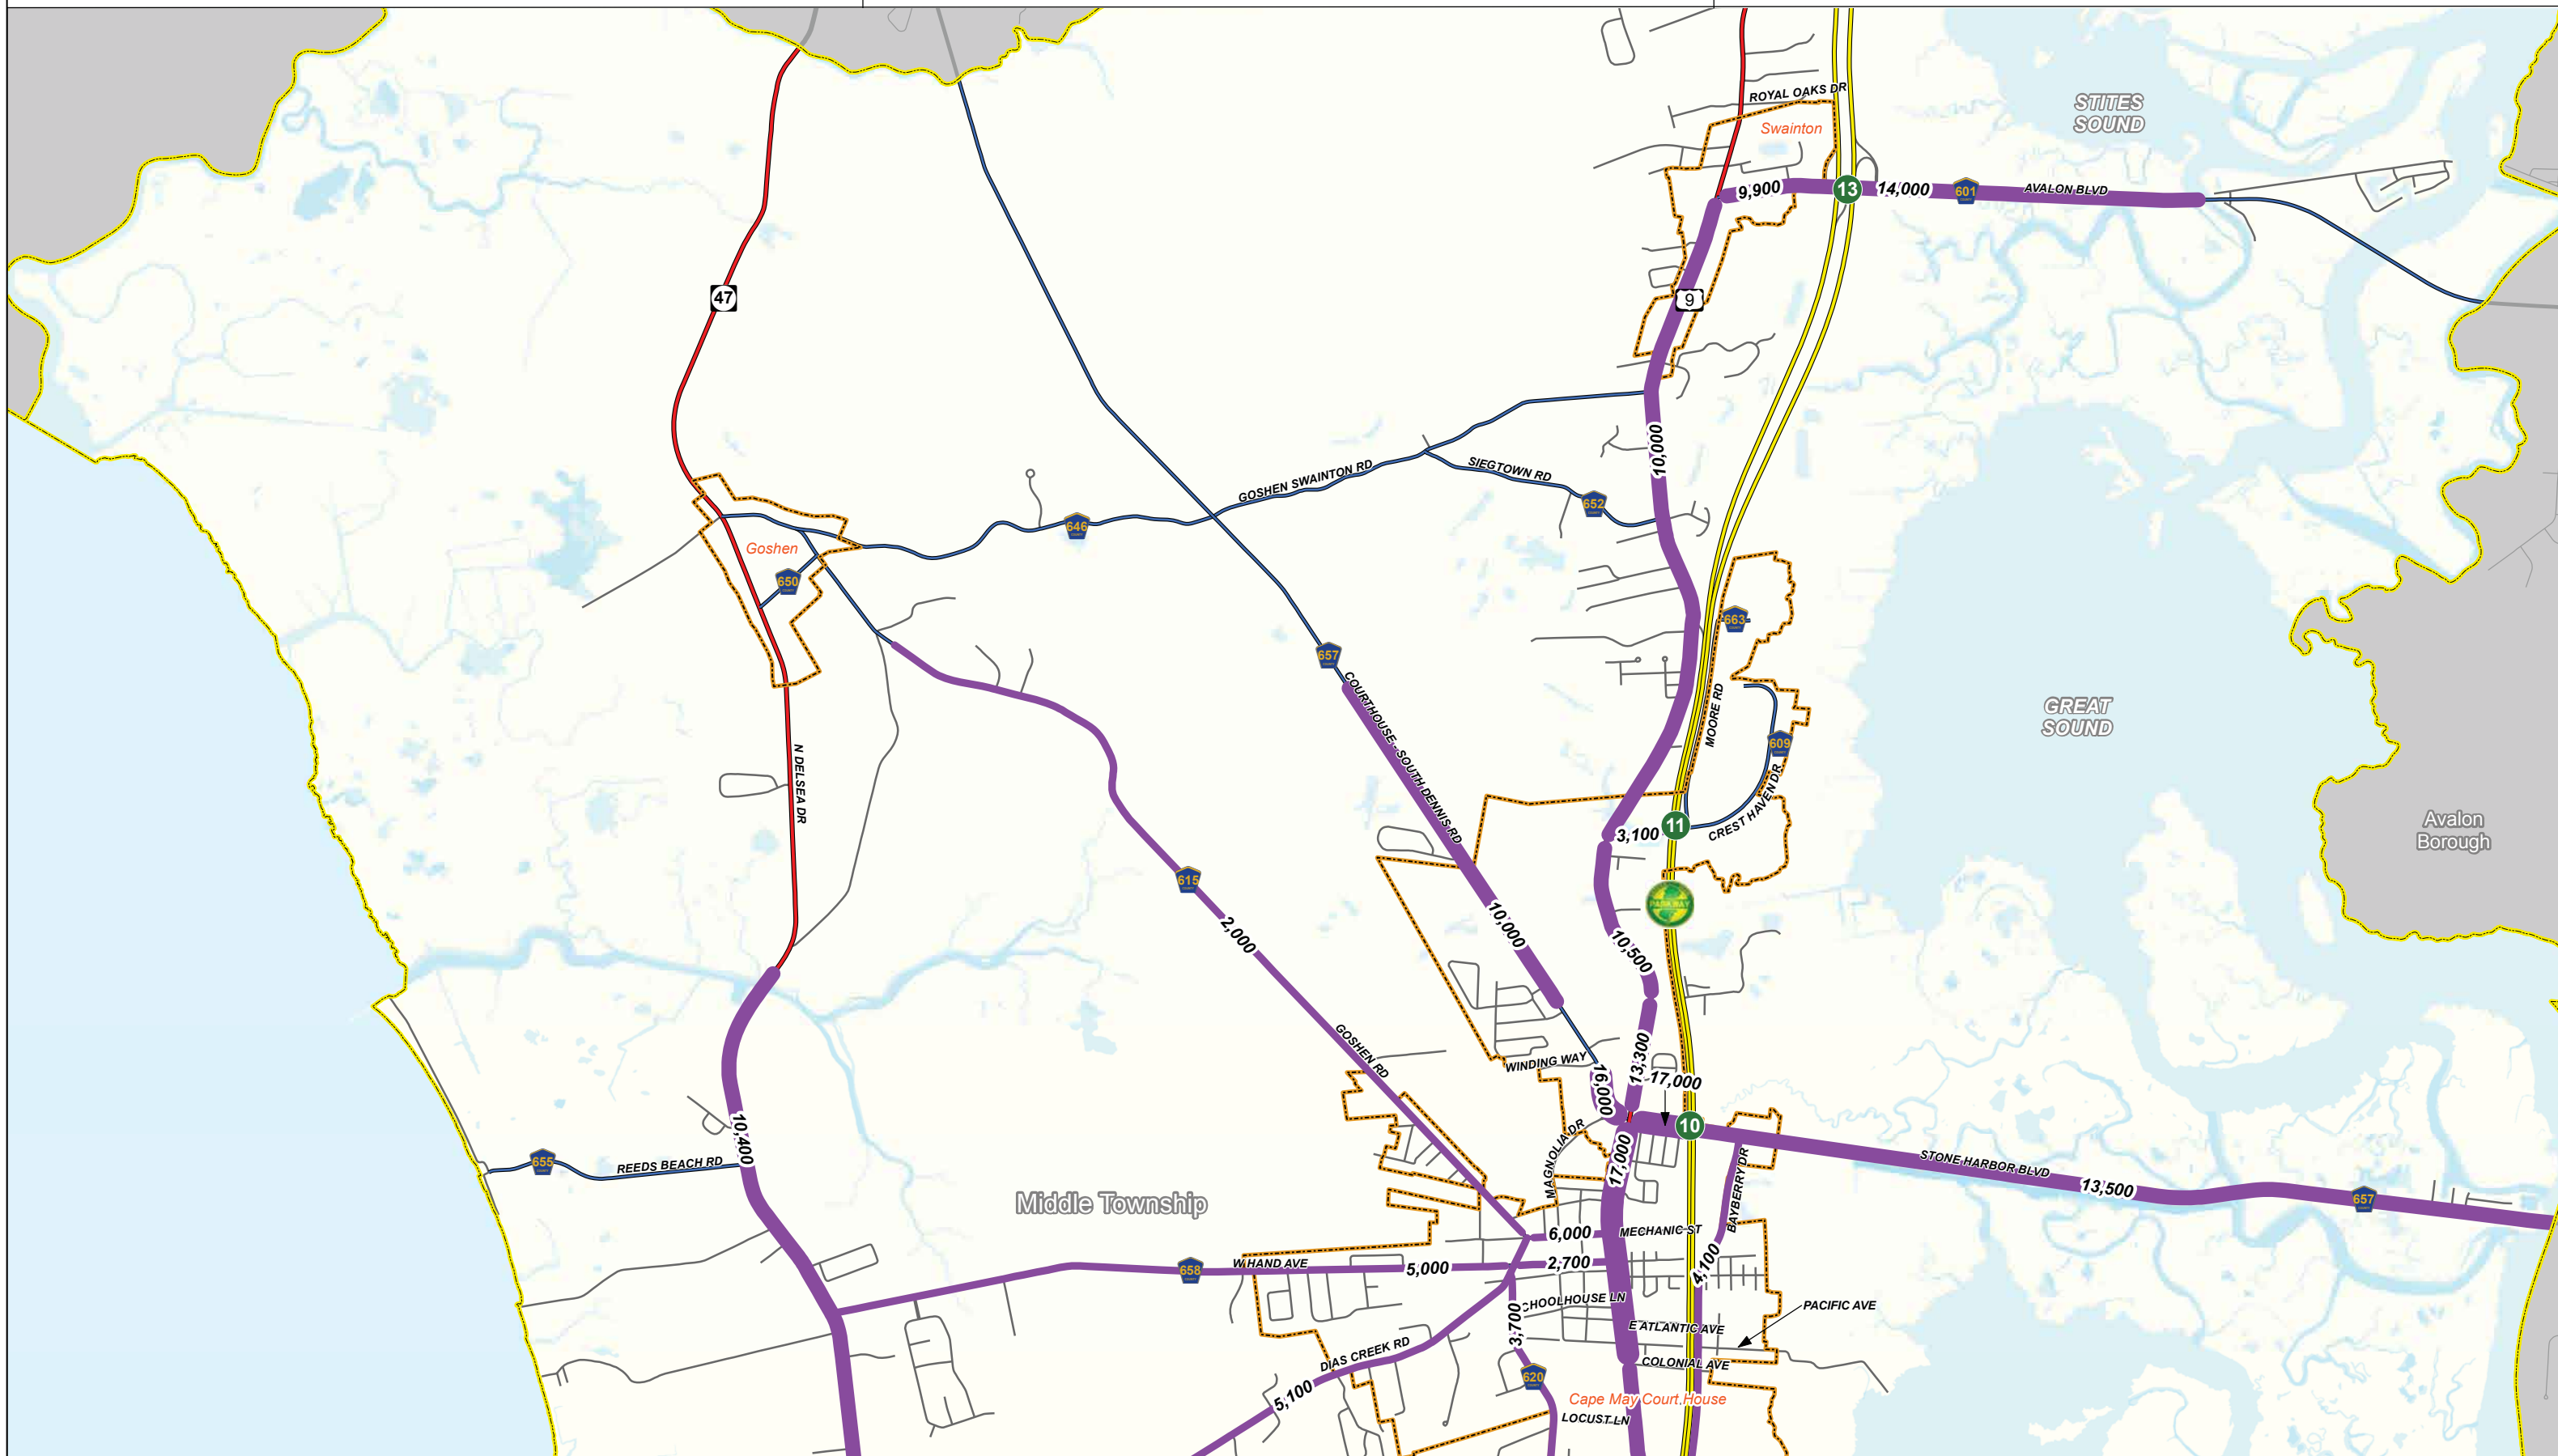 ROYAL OAKS DR
STITES
SOUND
Swainton
9,900
13
14,000
601
AVALON BLVD
47
9
10,000
GOSHEN SWAINTON RD
SIEGTOWN RD
652
646
Goshen
650
663
657
COURTHOUSE - SOUTH DENNIS RD
MOORE RD
609
GREAT
SOUND
N DELSEA DR
CREST HAVEN DR
3,100
11
Avalon
Borough
615
PARKWAY
2,000
10,000
10,500
GOSHEN RD
WINDING WAY
16,000
13,300
17,000
10
10,400
MAGNOLIA DR
17,000
BAYBERRY DR
STONE HARBOR BLVD
13,500
657
655
REEDS BEACH RD
Middle Township
6,000
MECHANIC ST
658
W HAND AVE
5,000
2,700
4,100
CHOOLHOUSE LN
PACIFIC AVE
3,700
E ATLANTIC AVE
DIAS CREEK RD
COLONIAL AVE
620
5,100
Cape May Court House
LOCUST LN